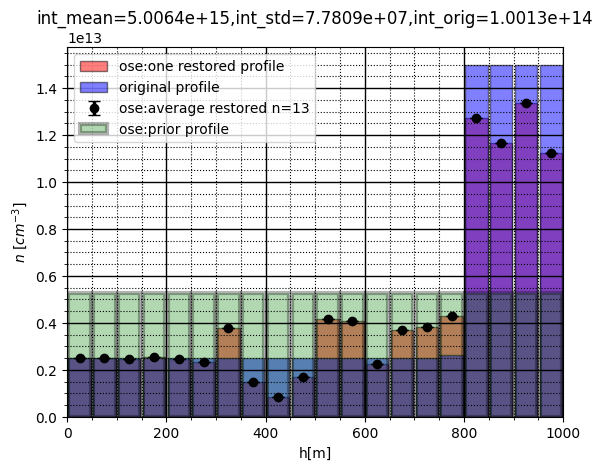 int_mean=5.0064e+15,int_std=7.7809e+07,int_orig=1.0013e+14
1e13
ose:one restored profile
original profile
ose:average restored n=13
ose:prior profile
1.4
1.2
1.0
0.8
0.6
0.4
0.2
0.0
n [cm⁻³]
0 200 400 600 800 1000
h[m]